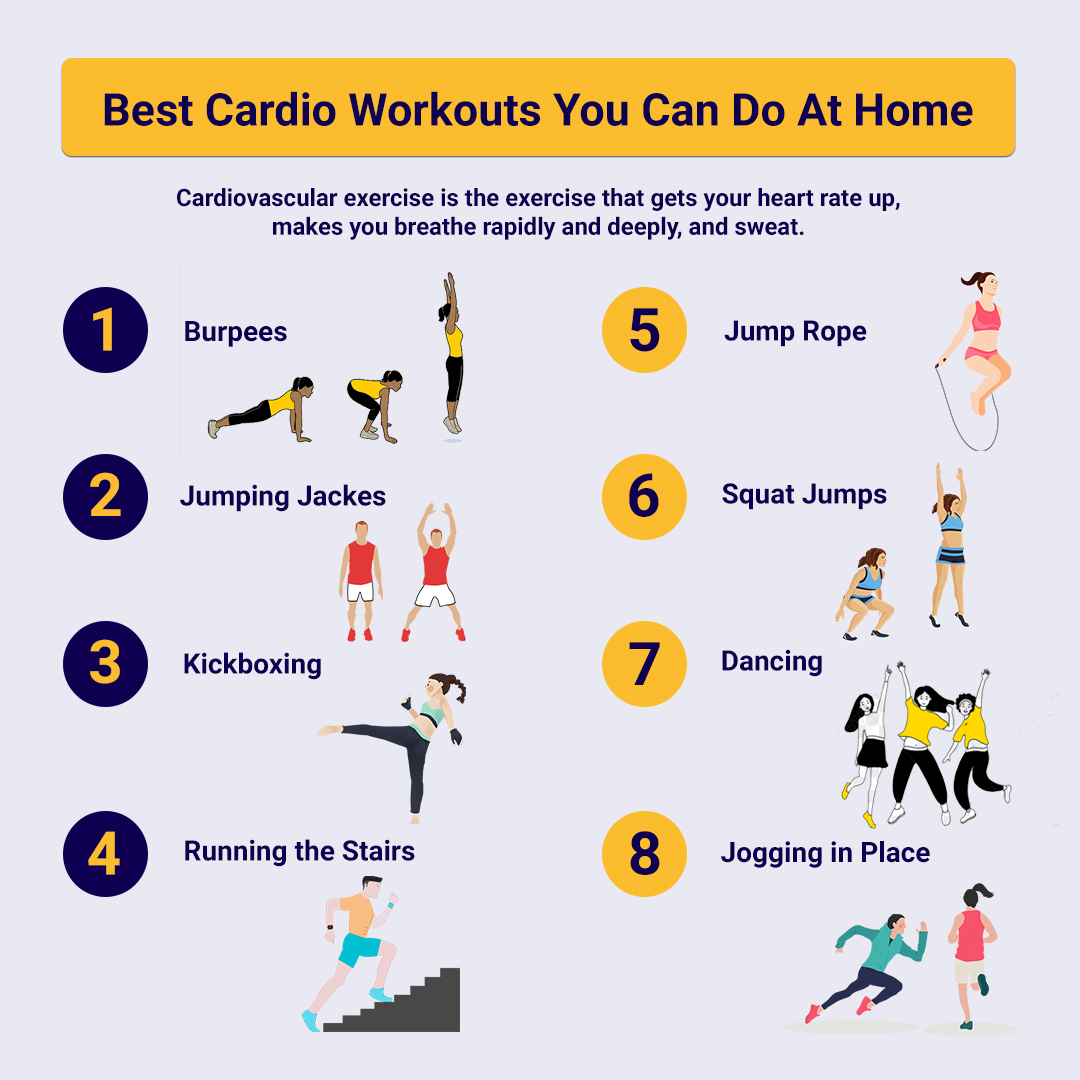 Best Cardio Workouts You Can Do At Home
Cardiovascular exercise is the exercise that gets your heart rate up,
makes you breathe rapidly and deeply, and sweat.
1
Burpees
2
Jumping Jackes
3
Kickboxing
4
Running the Stairs
5
Jump Rope
6
Squat Jumps
7
Dancing
8
Jogging in Place